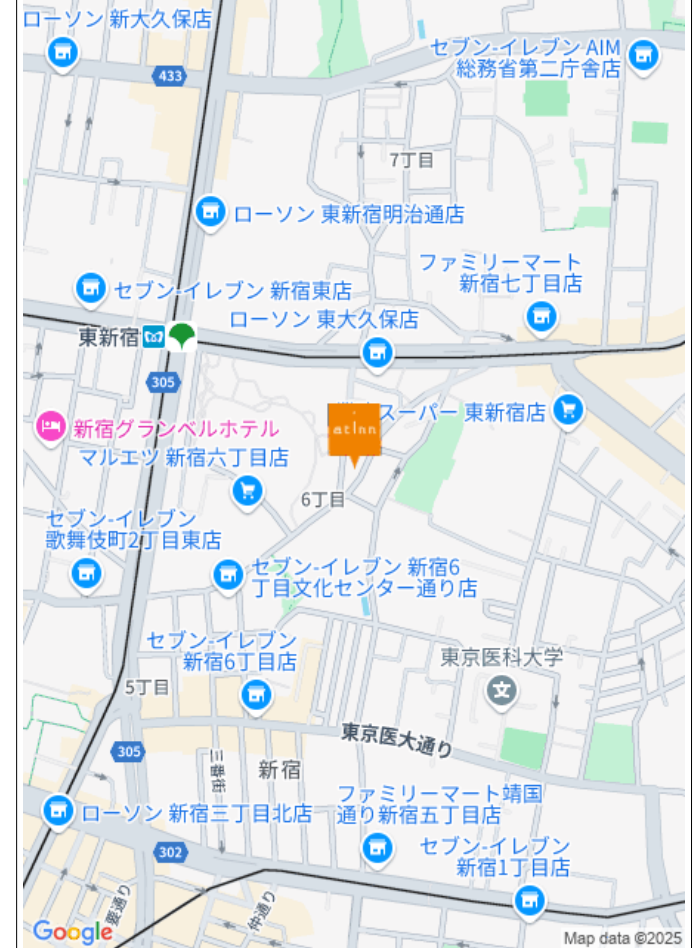 ローソン 新大久保店
セブン-イレブン AIM
総務省第二庁舎店
433
7丁目
ローソン 東新宿明治通店
ファミリーマート
新宿七丁目店
セブン-イレブン 新宿東店
ローソン 東大久保店
東新宿
305
スーパー 東新宿店
atinn
新宿グランベルホテル
マルエツ 新宿六丁目店
6丁目
セブン-イレブン
歌舞伎町2丁目東店
セブン-イレブン 新宿6
丁目文化センター通り店
セブン-イレブン
新宿6丁目店
東京医科大学
文
5丁目
東京医大通り
305
三番街
新宿
ファミリーマート靖国
通り新宿五丁目店
ローソン 新宿三丁目北店
302
セブン-イレブン
新宿1丁目店
要通り
仲通り
Google
Map data ©2025